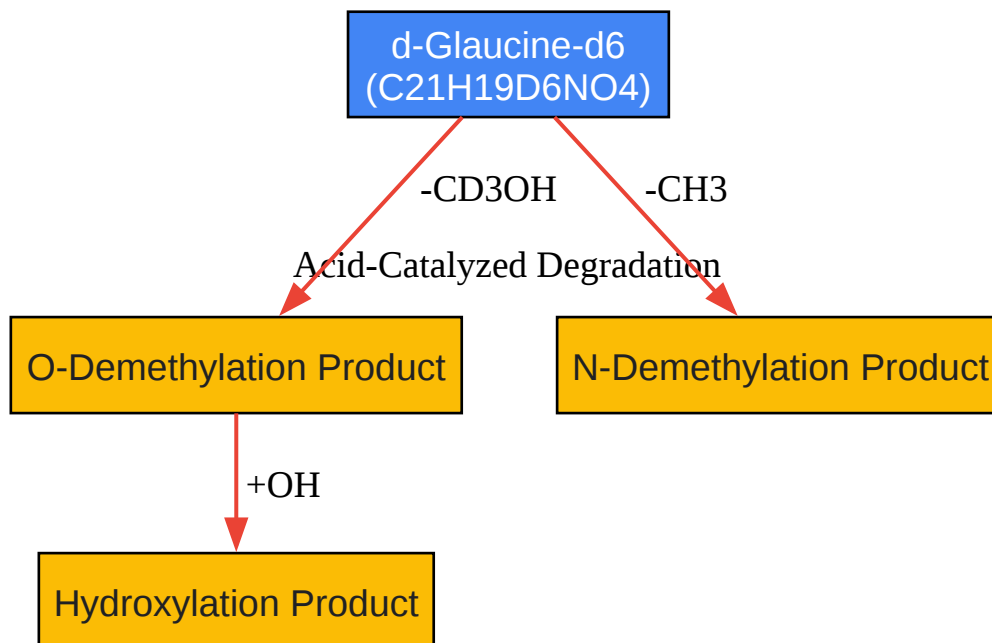 d-Glaucine-d6
(C21H19D6NO4)
-CD3OH
-CH3
Acid-Catalyzed Degradation
O-Demethylation Product
N-Demethylation Product
+OH
Hydroxylation Product